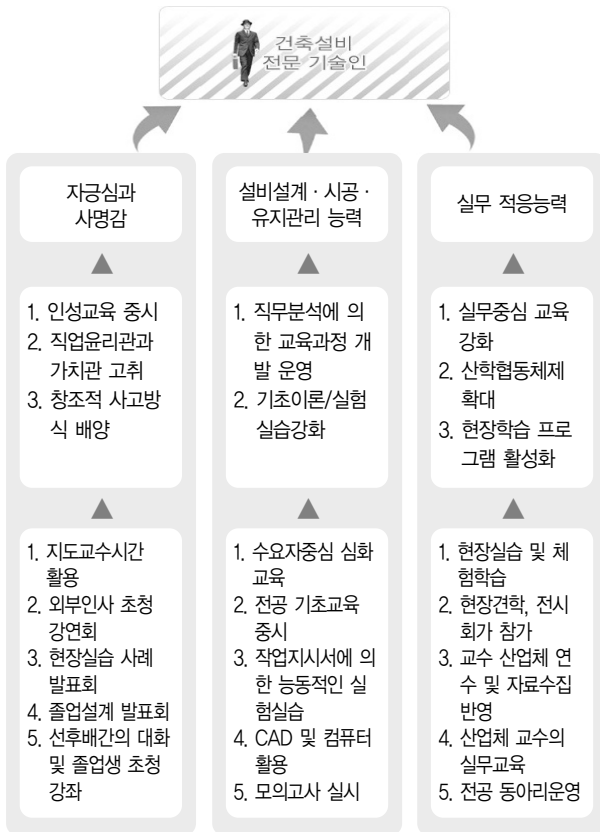 건축설비
전문 기술인
자긍심과
사명감
1. 인성교육 중시
2. 직업윤리관과
가치관 고취
3. 창조적 사고방
식 배양
1. 지도교수시간
활용
2. 외부인사 초청
강연회
3. 현장실습 사례
발표회
4. 졸업설계 발표회
5. 선후배간의 대화
및 졸업생 초청
강좌
설비설계 · 시공 ·
유지관리 능력
1. 직무분석에 의
한 교육과정 개
발 운영
2. 기초이론/실험
실습강화
1. 수요자중심 심화
교육
2. 전공 기초교육
중시
3. 작업지시서에 의
한 능동적인 실
험실습
4. CAD 및 컴퓨터
활용
5. 모의고사 실시
실무 적응능력
1. 실무중심 교육
강화
2. 산학협동체제
확대
3. 현장학습 프로
그램 활성화
1. 현장실습 및 체
험학습
2. 현장견학, 전시
회가 참가
3. 교수 산업체 연
수 및 자료수집
반영
4. 산업체 교수의
실무교육
5. 전공 동아리운영